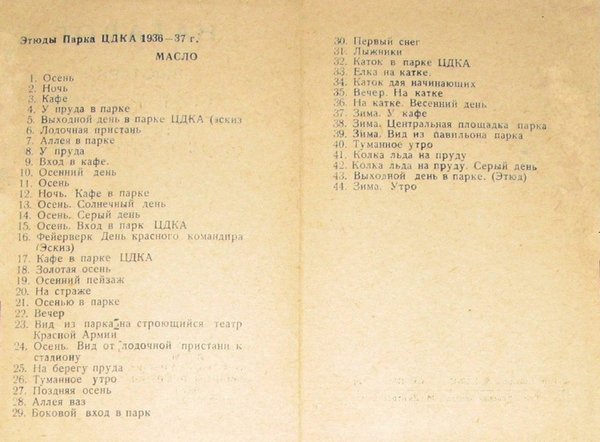 Этюды Парка ЦДКА 1936—37 г.
МАСЛО
1. Осень
2. Ночь
3. Кафе
4. У пруда в парке
5. Выходной день в парке ЦДКА (эскиз
6. Лодочная пристань
7. Аллея в парке
8. У пруда
9. Вход в кафе.
10. Осенний день
11. Осень
12. Ночь. Кафе в парке
13. Осень. Солнечный день
14. Осень. Серый день
15. Осень. Вход в парк ЦДКА
16. Фейерверк День красного командира
(Эскиз)
17. Кафе в парке ЦДКА
18. Золотая осень
19. Осенний пейзаж
20. На страже
21. Осенью в парке
22. Вечер
23. Вид из парка на строющийся театр
Красной Армии
24. Осень. Вид от лодочной пристани к
стадиону
25. На берегу пруда
26. Туманное утро
27. Поздняя осень
28. Аллея ваз
29. Боковой вход в парк
30. Первый снег
31. Лыжники
32. Каток в парке ЦДКА
33. Елка на катке.
34. Каток для начинающих
35. Вечер. На катке
36. На катке. Весенний день
37. Зима. У кафе
38. Зима. Центральная площадка парка
39. Зима. Вид из павильона парка
40. Туманное утро
41. Колка льда на пруду
42. Колка льда на пруду. Серый день
43. Выходной день в парке. (Этюд)
44. Зима. Утро